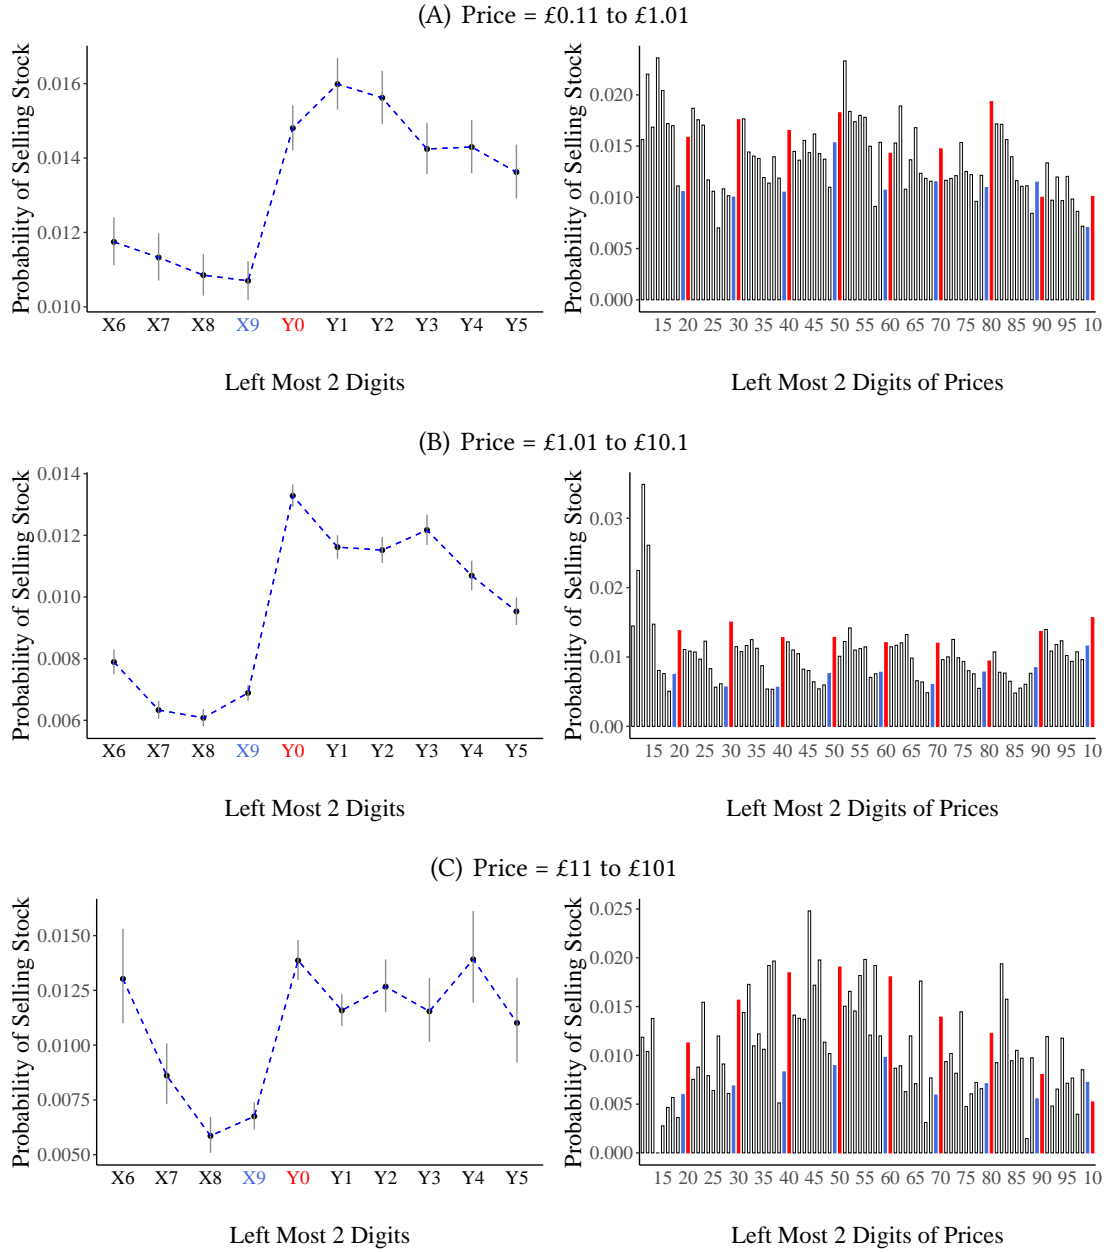 (A) Price = £0.11 to £1.01
Probability of Selling Stock
0.016
0.014
0.012
0.010
X6 X7 X8 X9 Y0 Y1 Y2 Y3 Y4 Y5
Left Most 2 Digits
Probability of Selling Stock
0.020
0.015
0.010
0.005
0.000
15 20 25 30 35 40 45 50 55 60 65 70 75 80 85 90 95 10
Left Most 2 Digits of Prices
(B) Price = £1.01 to £10.1
Probability of Selling Stock
0.014
0.012
0.010
0.008
0.006
X6 X7 X8 X9 Y0 Y1 Y2 Y3 Y4 Y5
Left Most 2 Digits
Probability of Selling Stock
0.03
0.02
0.01
0.00
15 20 25 30 35 40 45 50 55 60 65 70 75 80 85 90 95 10
Left Most 2 Digits of Prices
(C) Price = £11 to £101
Probability of Selling Stock
0.0150
0.0125
0.0100
0.0075
0.0050
X6 X7 X8 X9 Y0 Y1 Y2 Y3 Y4 Y5
Left Most 2 Digits
Probability of Selling Stock
0.025
0.020
0.015
0.010
0.005
0.000
15 20 25 30 35 40 45 50 55 60 65 70 75 80 85 90 95 10
Left Most 2 Digits of Prices